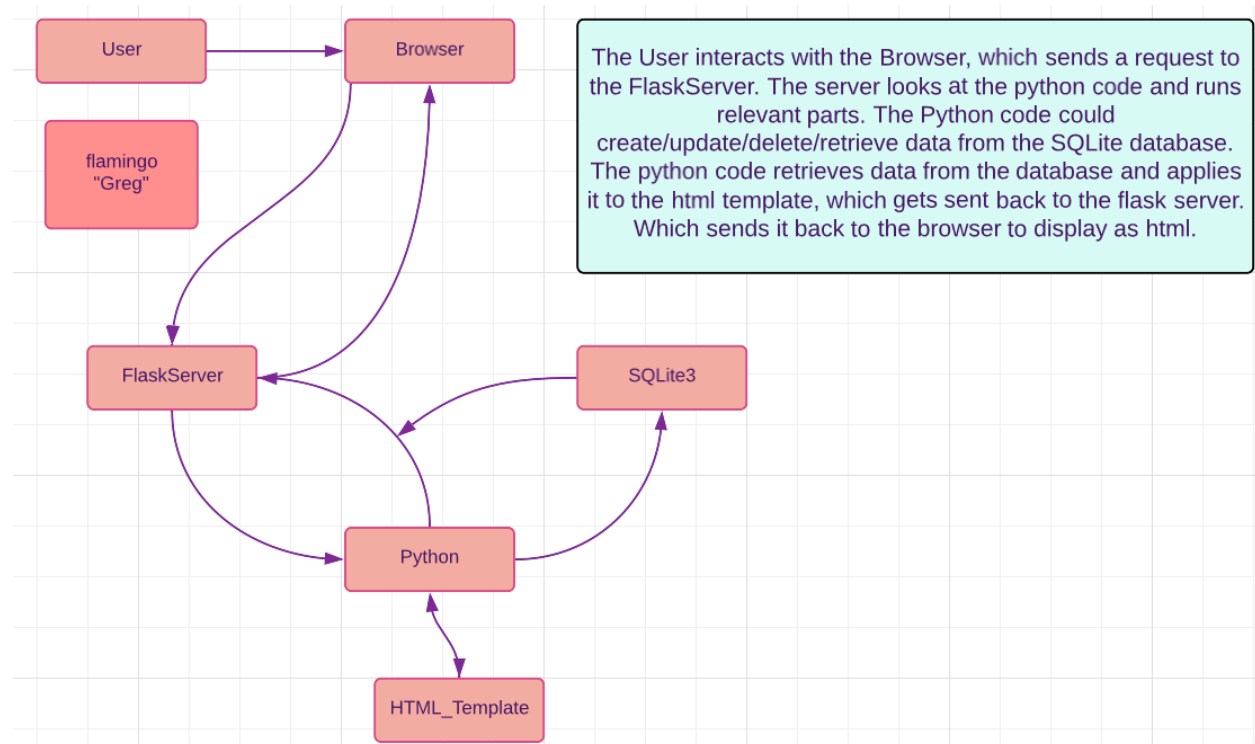 User
Browser
The User interacts with the Browser, which sends a request to
the FlaskServer. The server looks at the python code and runs
relevant parts. The Python code could
create/update/delete/retrieve data from the SQLite database.
The python code retrieves data from the database and applies
it to the html template, which gets sent back to the flask server.
Which sends it back to the browser to display as html.
flamingo
"Greg"
FlaskServer
SQLite3
Python
HTML_Template